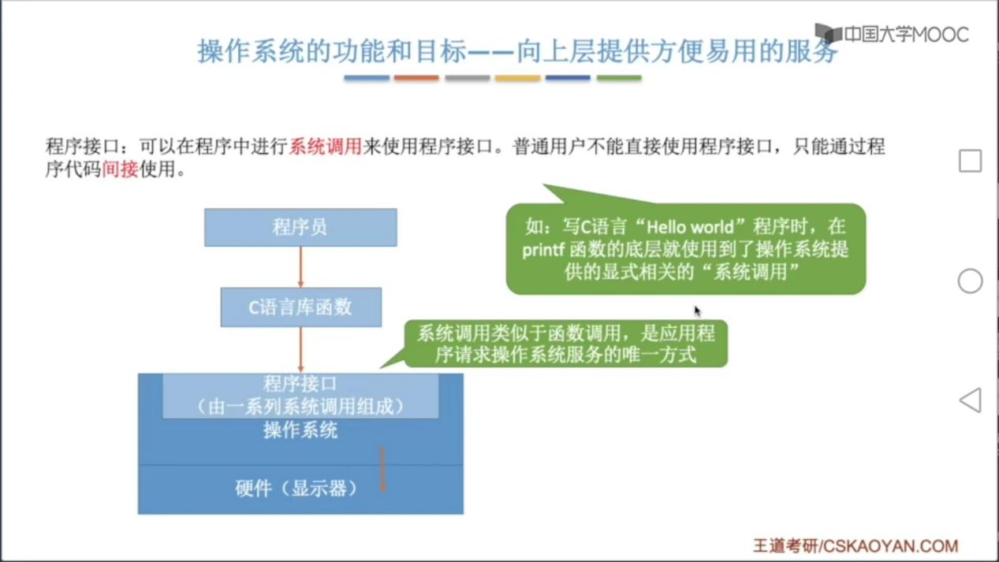 中国大学MOOC
操作系统的功能和目标——向上层提供方便易用的服务
程序接口：可以在程序中进行系统调用来使用程序接口。普通用户不能直接使用程序接口，只能通过程
序代码间接使用。
程序员
如：写C语言“Hello world”程序时，在
printf 函数的底层就使用到了操作系统提
供的显式相关的“系统调用”
C语言库函数
系统调用类似于函数调用，是应用程
序请求操作系统服务的唯一方式
程序接口
（由一系列系统调用组成）
操作系统
硬件（显示器）
王道考研/CSKAOYAN.COM